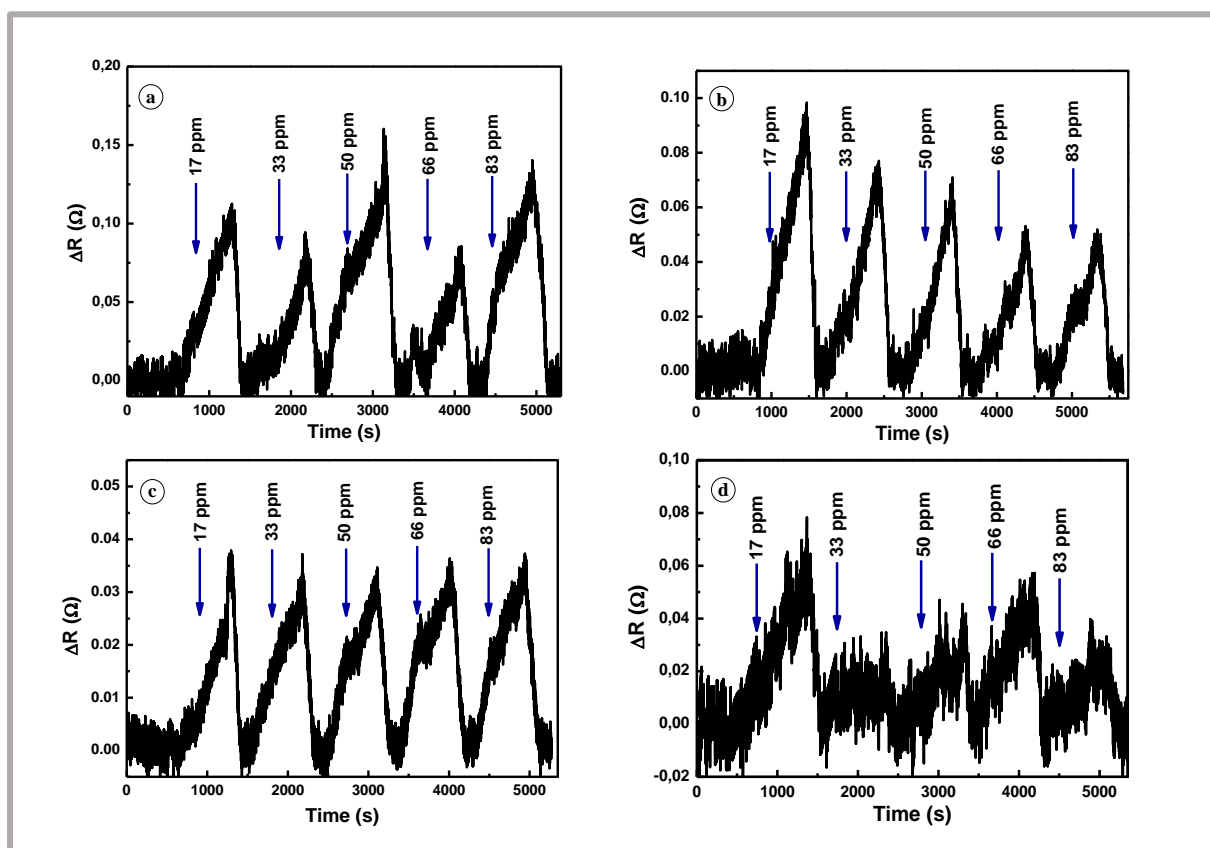 a
0,20
0,15
0,10
0,05
0,00
ΔR (Ω)
17 ppm
33 ppm
50 ppm
66 ppm
83 ppm
0 1000 2000 3000 4000 5000
Time (s)
b
0.10
0.08
0.06
0.04
0.02
0.00
ΔR (Ω)
17 ppm
33 ppm
50 ppm
66 ppm
83 ppm
0 1000 2000 3000 4000 5000
Time (s)
c
0.05
0.04
0.03
0.02
0.01
0.00
ΔR (Ω)
17 ppm
33 ppm
50 ppm
66 ppm
83 ppm
0 1000 2000 3000 4000 5000
Time (s)
d
0,10
0,08
0,06
0,04
0,02
0,00
-0,02
ΔR (Ω)
17 ppm
33 ppm
50 ppm
66 ppm
83 ppm
0 1000 2000 3000 4000 5000
Time (s)